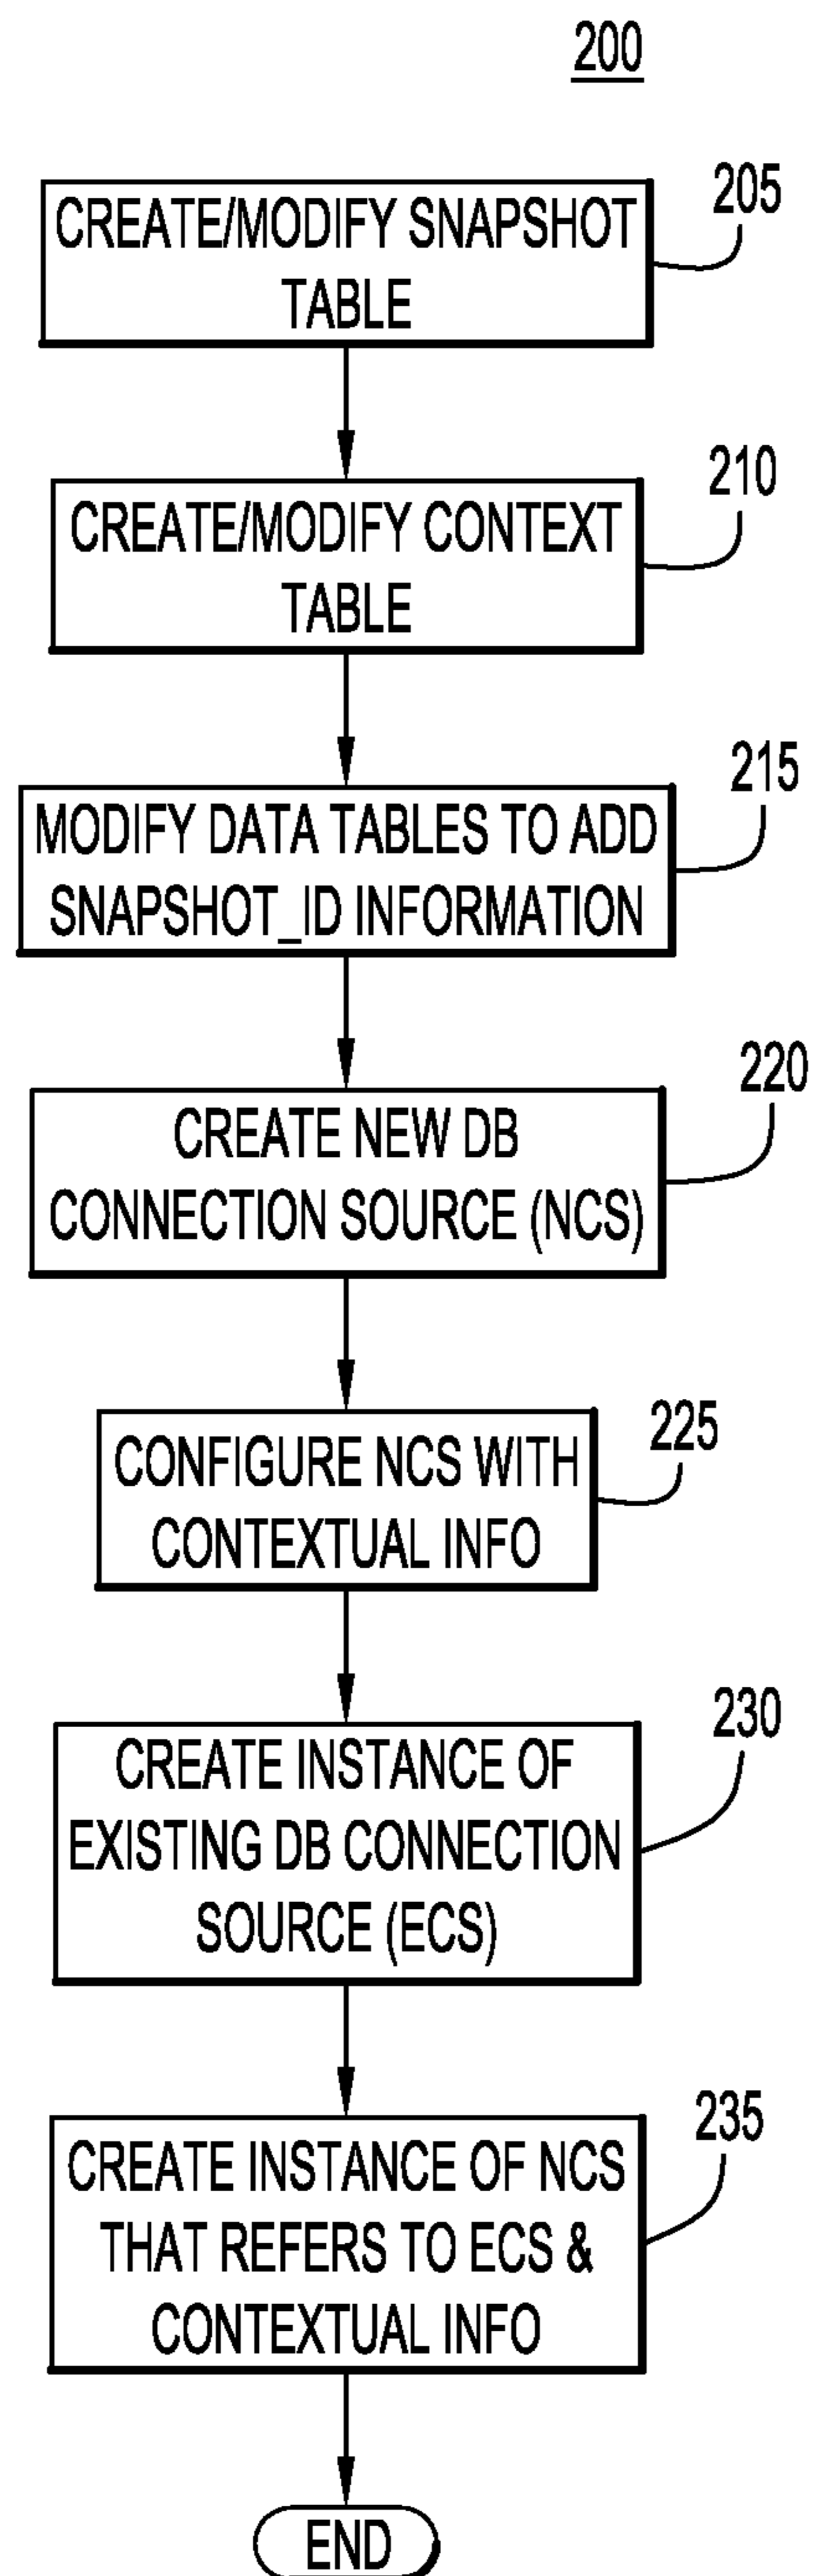 200
205
CREATE/MODIFY SNAPSHOT
TABLE
210
CREATE/MODIFY CONTEXT
TABLE
215
MODIFY DATA TABLES TO ADD
SNAPSHOT_ID INFORMATION
220
CREATE NEW DB
CONNECTION SOURCE (NCS)
225
CONFIGURE NCS WITH
CONTEXTUAL INFO
230
CREATE INSTANCE OF
EXISTING DB CONNECTION
SOURCE (ECS)
235
CREATE INSTANCE OF NCS
THAT REFERS TO ECS &
CONTEXTUAL INFO
END